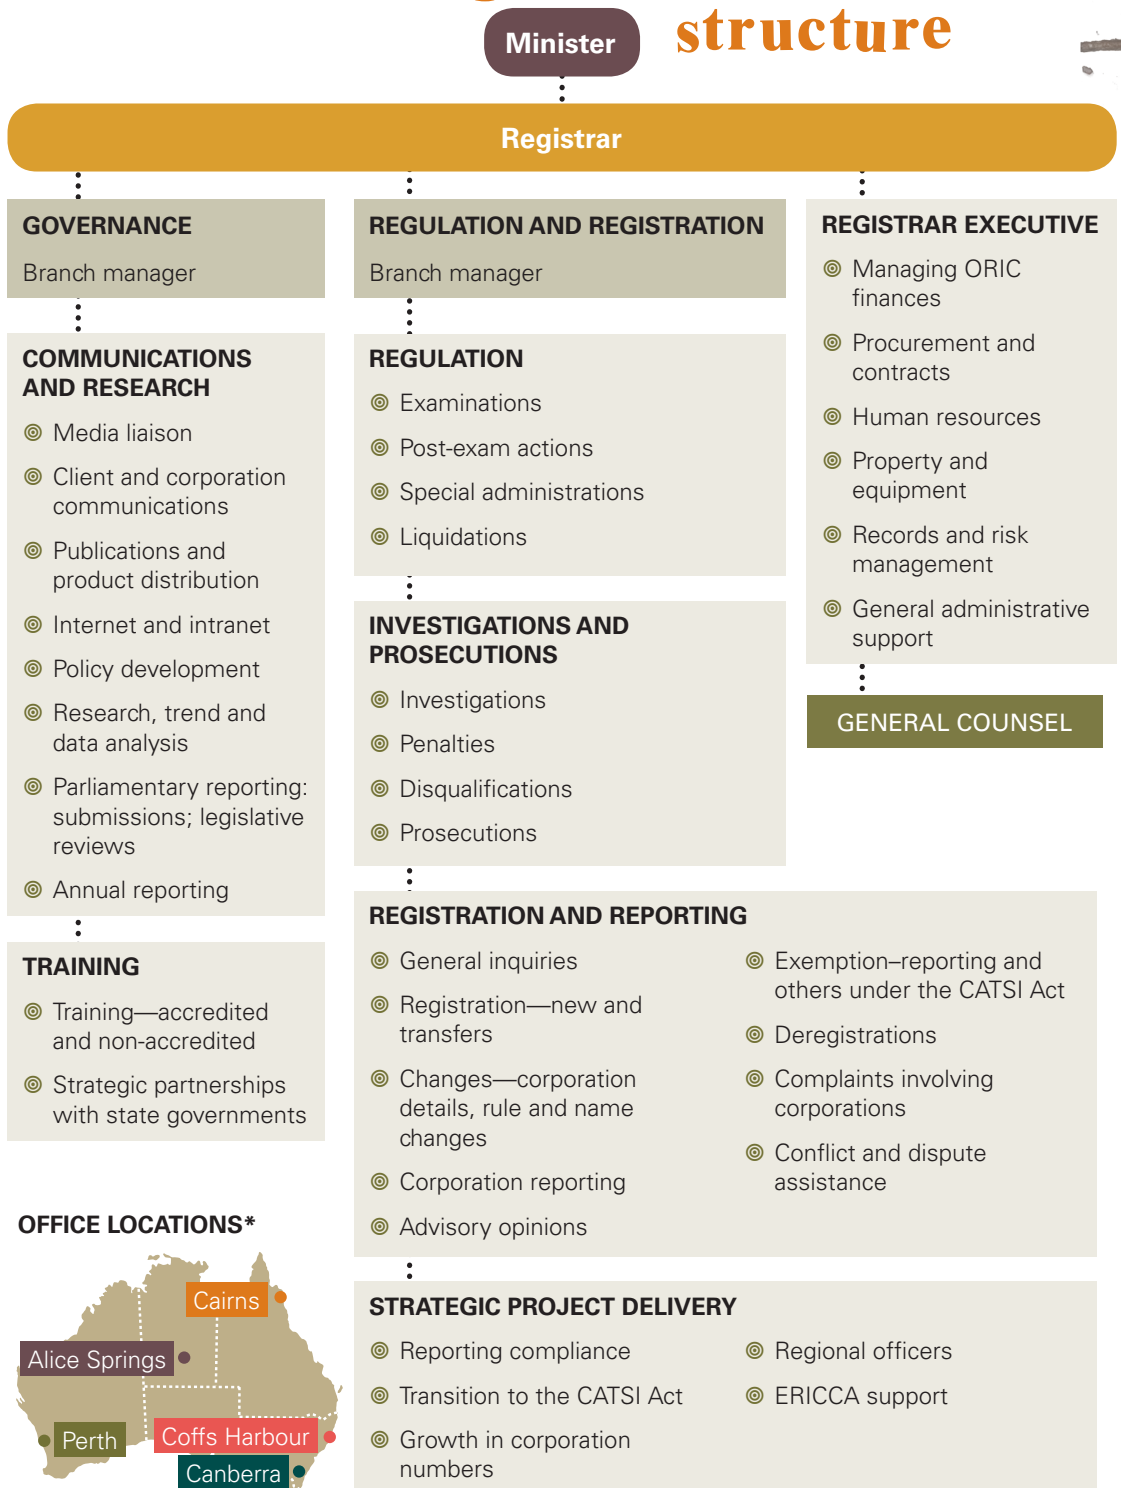 structure
Minister
Registrar
GOVERNANCE
Branch manager
COMMUNICATIONS
AND RESEARCH
Media liaison
Client and corporation
communications
Publications and
product distribution
Internet and intranet
Policy development
Research, trend and
data analysis
Parliamentary reporting:
submissions; legislative
reviews
Annual reporting
TRAINING
Training—accredited
and non-accredited
Strategic partnerships
with state governments
REGULATION AND REGISTRATION
Branch manager
REGULATION
Examinations
Post-exam actions
Special administrations
Liquidations
INVESTIGATIONS AND
PROSECUTIONS
Investigations
Penalties
Disqualifications
Prosecutions
REGISTRATION AND REPORTING
General inquiries
Registration—new and
transfers
Changes—corporation
details, rule and name
changes
Corporation reporting
Advisory opinions
Exemption–reporting and
others under the CATSI Act
Deregistrations
Complaints involving
corporations
Conflict and dispute
assistance
STRATEGIC PROJECT DELIVERY
Reporting compliance
Transition to the CATSI Act
Growth in corporation
numbers
Regional officers
ERICCA support
REGISTRAR EXECUTIVE
Managing ORIC
finances
Procurement and
contracts
Human resources
Property and
equipment
Records and risk
management
General administrative
support
GENERAL COUNSEL
OFFICE LOCATIONS*
Cairns
Alice Springs
Perth
Coffs Harbour
Canberra